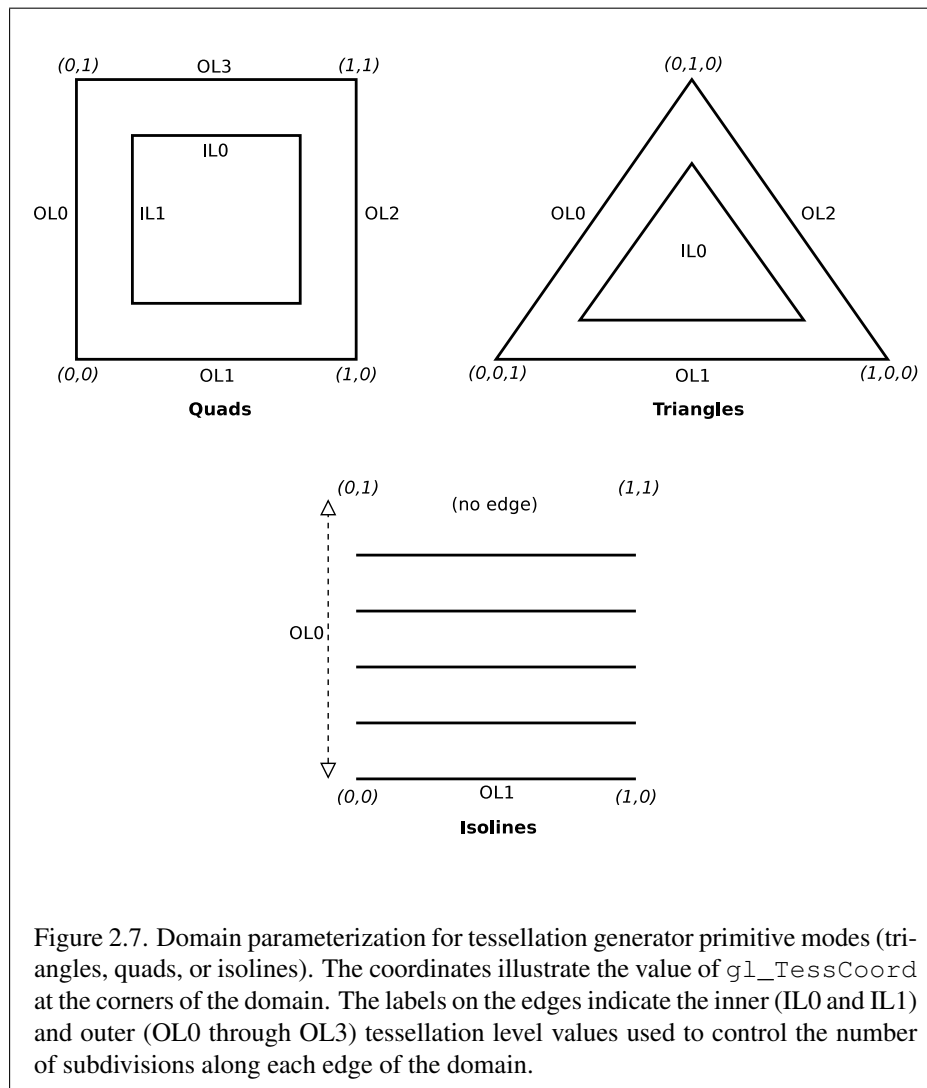 (0,1) OL3 (1,1)
IL0
OL0 IL1 OL2
(0,0) OL1 (1,0)
Quads
(0,1,0)
OL0 OL2
IL0
(0,0,1) OL1 (1,0,0)
Triangles
(0,1) (no edge) (1,1)
OL0
(0,0) OL1 (1,0)
Isolines
Figure 2.7. Domain parameterization for tessellation generator primitive modes (tri-
angles, quads, or isolines). The coordinates illustrate the value of gl_TessCoord
at the corners of the domain. The labels on the edges indicate the inner (IL0 and IL1)
and outer (OL0 through OL3) tessellation level values used to control the number
of subdivisions along each edge of the domain.